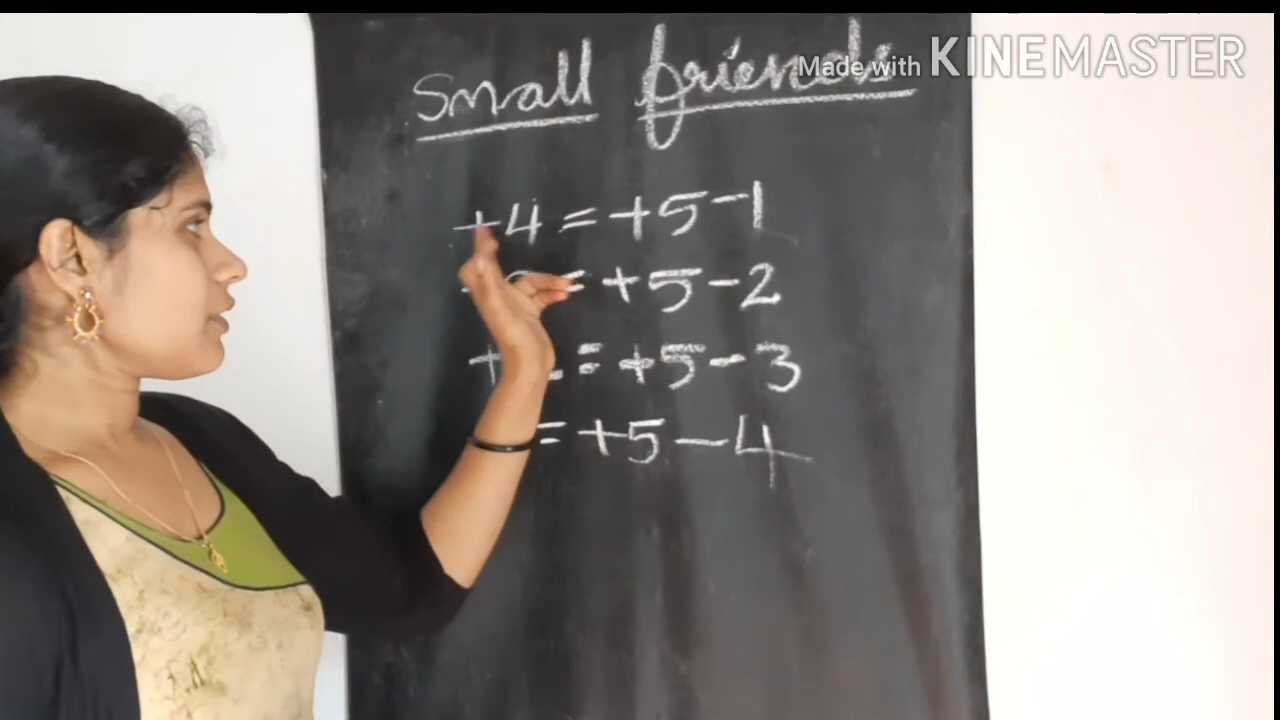 Made with KINEMASTER
Small friends
+4 = +5-1
= +5-2
+ = +5-3
= +5-4